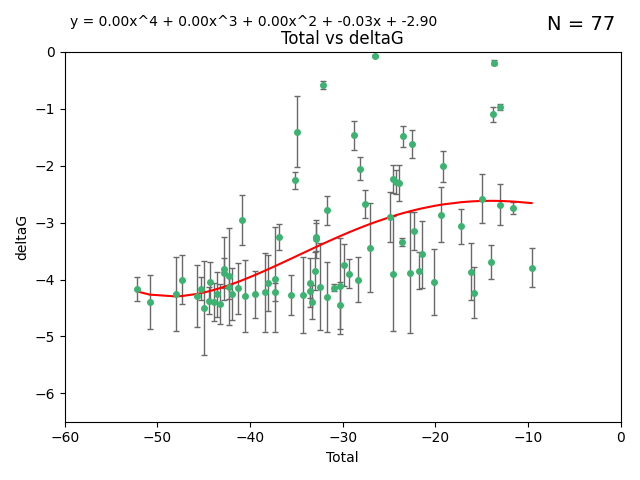 y = 0.00x^4 + 0.00x^3 + 0.00x^2 + -0.03x + -2.90
N = 77
Total vs deltaG
0
−1
−2
−3
−4
−5
−6
deltaG
−60
−50
−40
−30
−20
−10
0
Total